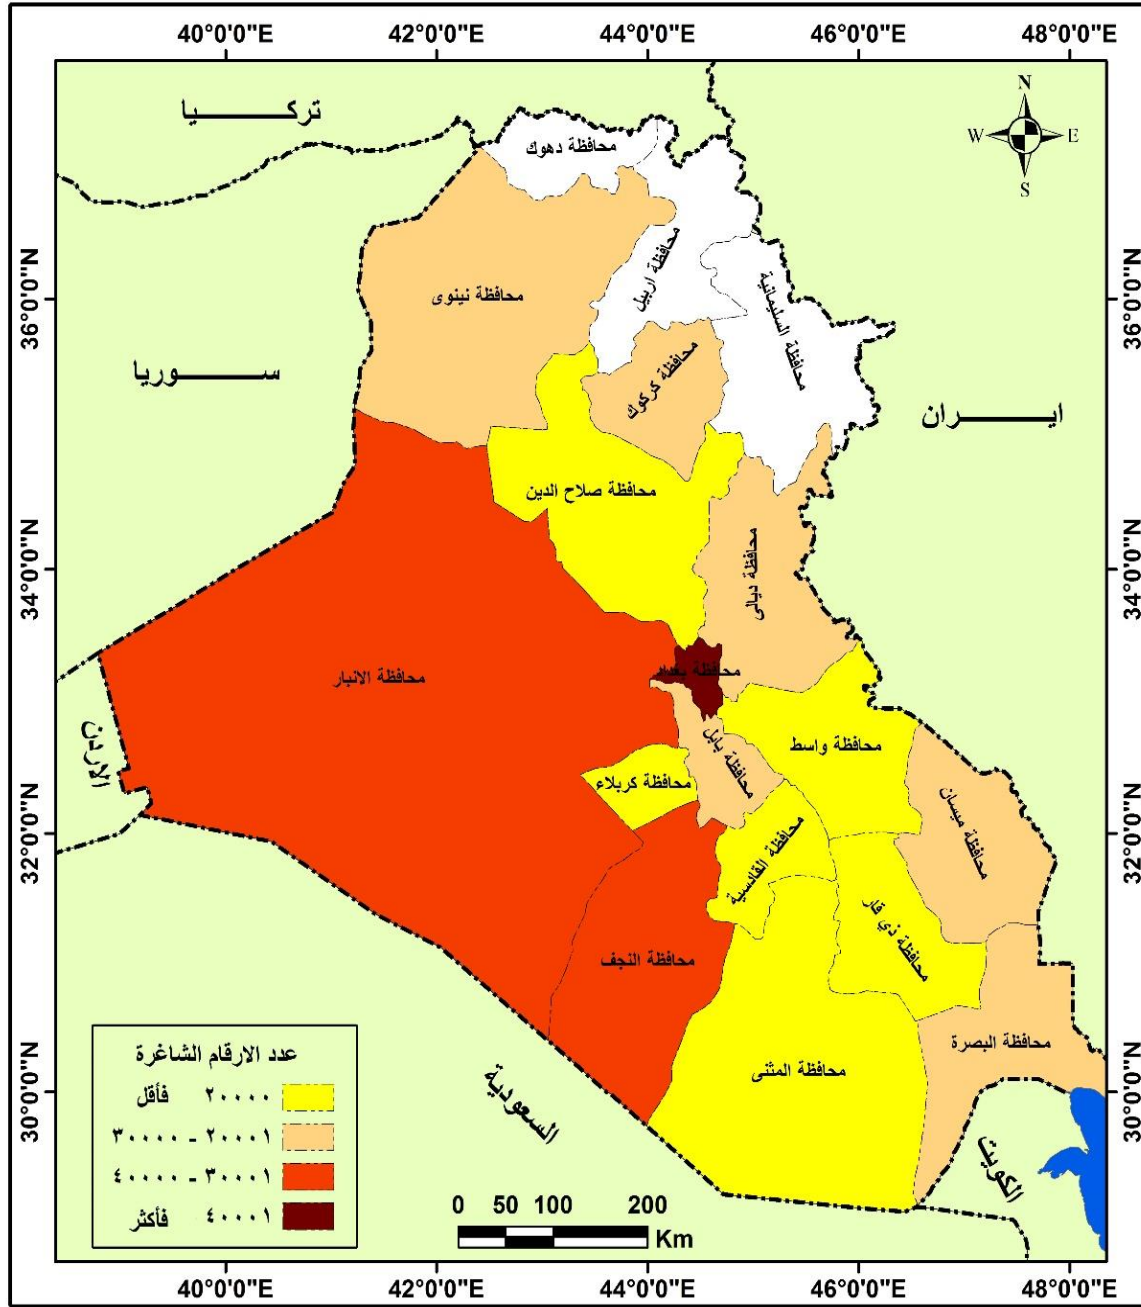 40°0'0"E 42°0'0"E 44°0'0"E 46°0'0"E 48°0'0"E
N
W E
S
تركـــــــيا
محافظة دهوك
محافظة اربيل
محافظة السليمانية
محافظة نينوى
محافظة كركوك
36°0'0"N 36°0'0"N
ســـــــوريا
ايـــــــران
محافظة صلاح الدين
محافظة ديالى
34°0'0"N 34°0'0"N
محافظة بغداد
محافظة الانبار
الاردن
محافظة واسط
محافظة بابل
محافظة كربلاء
محافظة ميسان
32°0'0"N 32°0'0"N
محافظة القادسية
محافظة ذي قار
محافظة النجف
محافظة البصرة
محافظة المثنى
السعودية
الكويت
30°0'0"N 30°0'0"N
عدد الارقام الشاغرة
٢٠٠٠٠ فأقل
٢٠٠٠١ - ٣٠٠٠٠
٣٠٠٠١ - ٤٠٠٠٠
٤٠٠٠١ فأكثر
0 50 100 200
Km
40°0'0"E 42°0'0"E 44°0'0"E 46°0'0"E 48°0'0"E